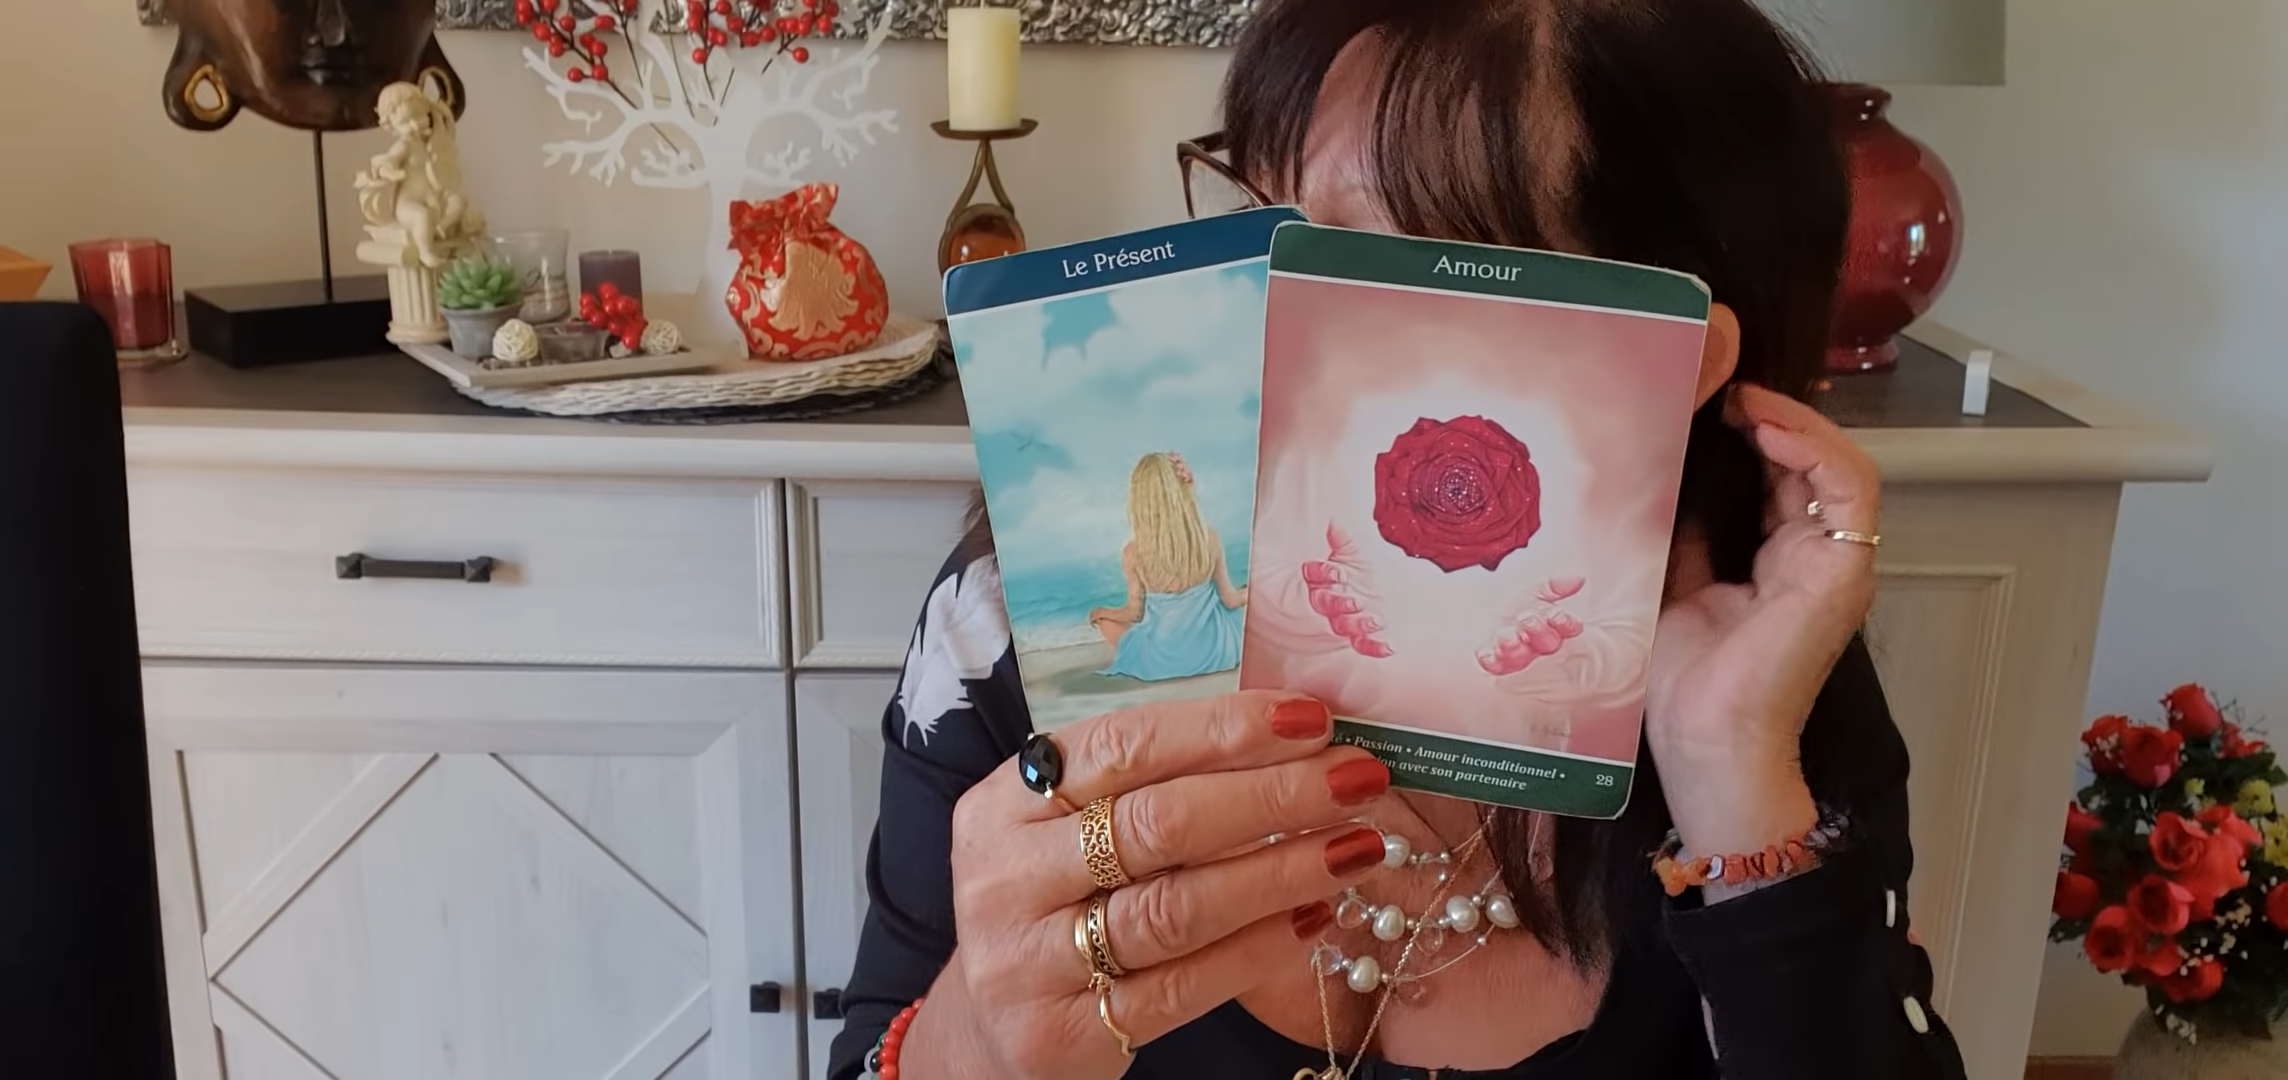 Le Présent
Amour
• Passion • Amour inconditionnel •
avec son partenaire
28